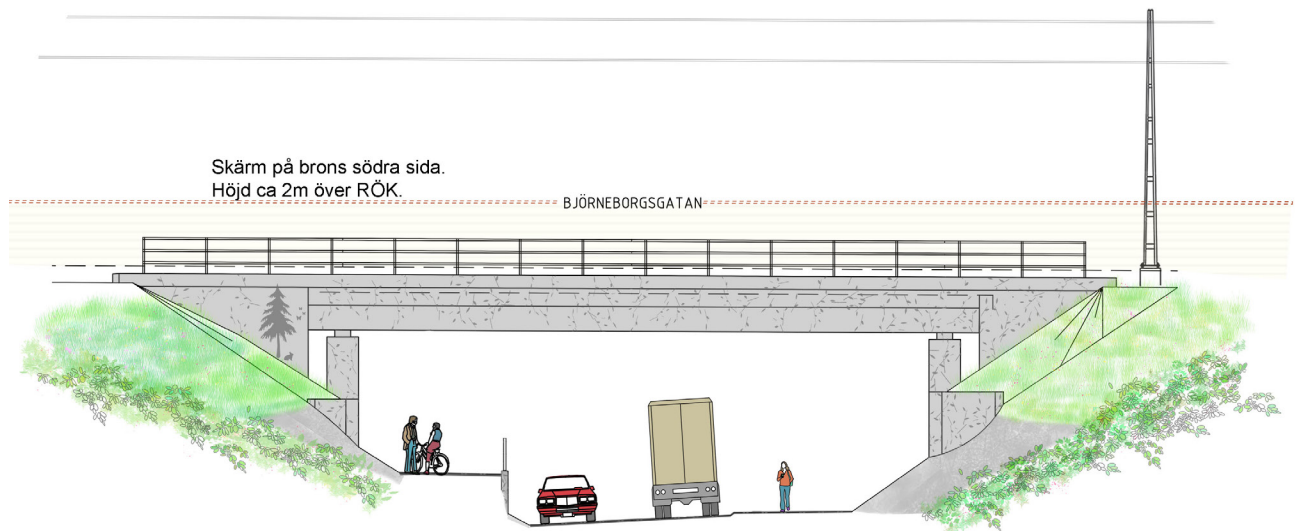 Skärm på brons södra sida.
Höjd ca 2m över RÖK.
BJÖRNEBORGSGATAN